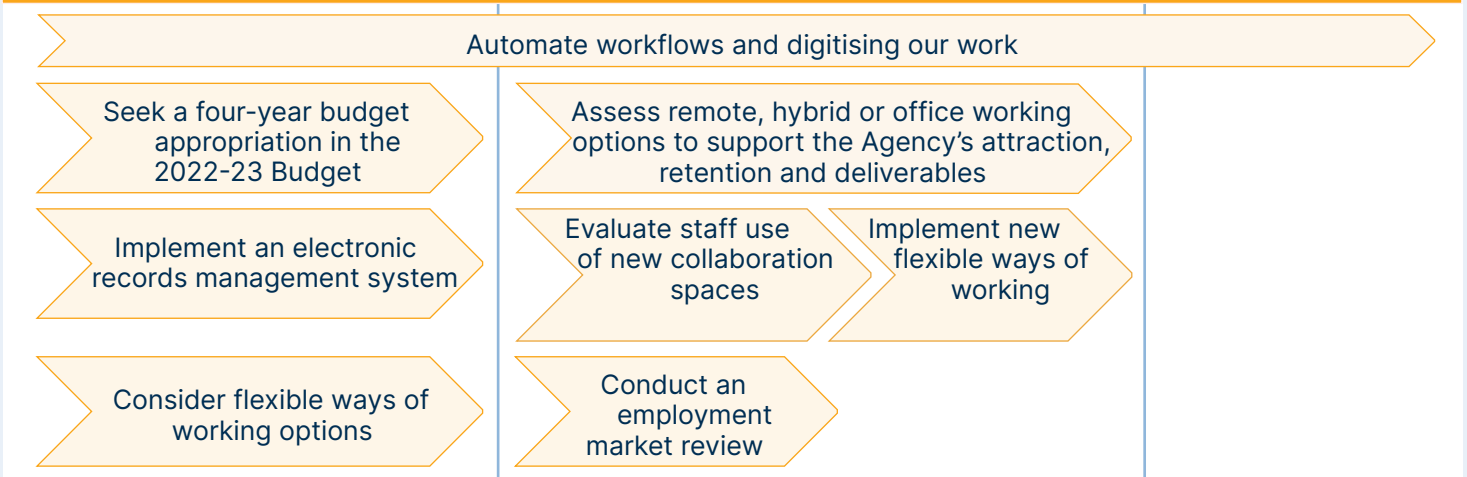 Automate workflows and digitising our work
Seek a four-year budget
appropriation in the
2022-23 Budget
Assess remote, hybrid or office working
options to support the Agency’s attraction,
retention and deliverables
Implement an electronic
records management system
Evaluate staff use
of new collaboration
spaces
Implement new
flexible ways of
working
Consider flexible ways of
working options
Conduct an
employment
market review